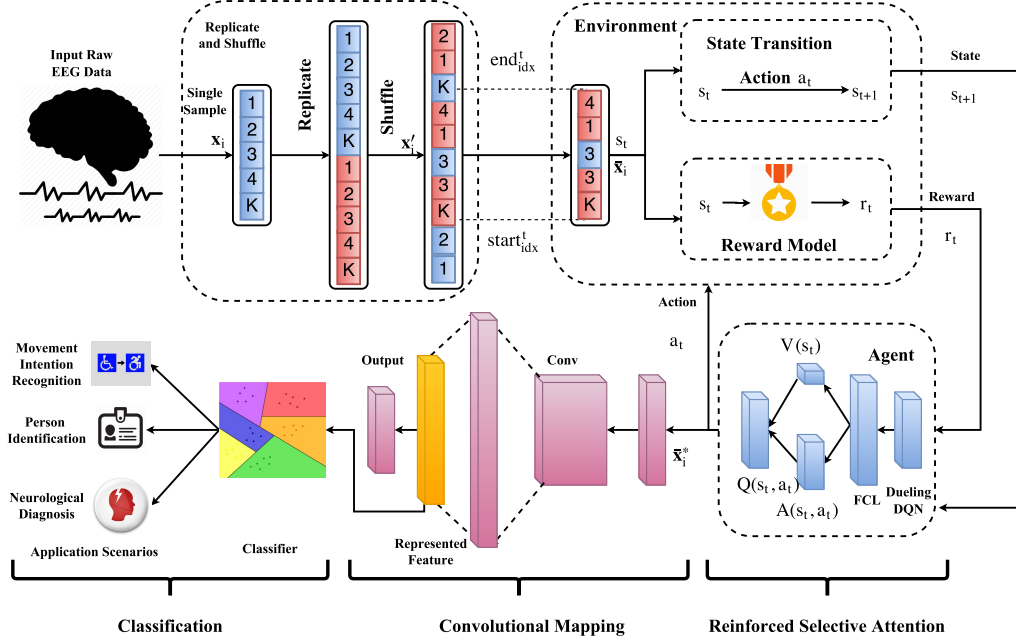 Input Raw
EEG Data
Replicate
and Shuffle
Single
Sample
x_i
1
2
3
4
K
Replicate
1
2
3
4
K
1
2
3
4
K
Shuffle
x′_i
2
1
K
4
1
3
3
K
2
1
end^t_idx
start^t_idx
Environment
4
1
3
3
K
s_t
x̄_i
State Transition
Action a_t
s_t
s_t+1
s_t
r_t
Reward Model
State
s_t+1
Reward
r_t
Action
a_t
Agent
V(s_t)
Q(s_t, a_t)
A(s_t, a_t)
FCL
Dueling
DQN
x̄*_i
Conv
Output
Represented
Feature
Movement
Intention
Recognition
Person
Identification
Neurological
Diagnosis
Application Scenarios
Classifier
Classification
Convolutional Mapping
Reinforced Selective Attention